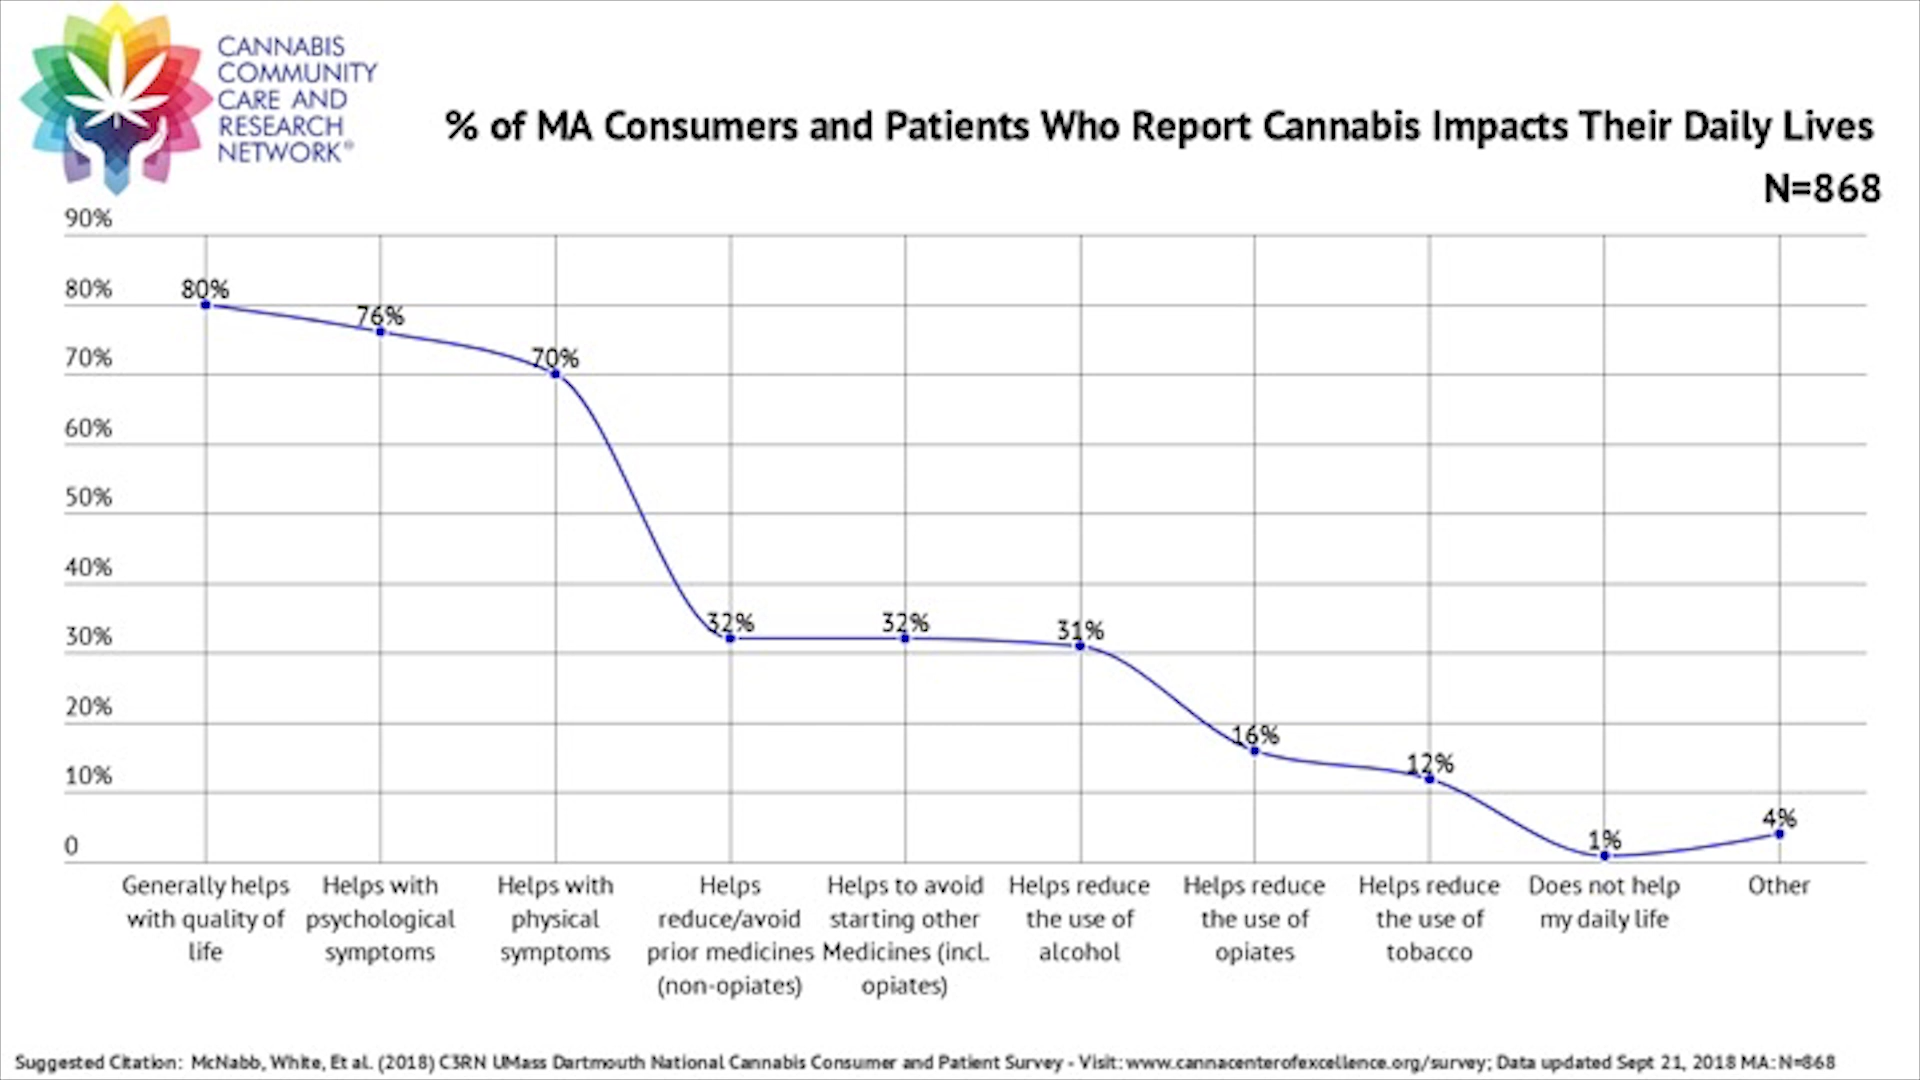 CANNABIS
COMMUNITY
CARE AND
RESEARCH
NETWORK®
% of MA Consumers and Patients Who Report Cannabis Impacts Their Daily Lives
N=868
90%
80%
70%
60%
50%
40%
30%
20%
10%
0
80%
76%
70%
32%
32%
31%
16%
12%
1%
4%
Generally helps
with quality of
life
Helps with
psychological
symptoms
Helps with
physical
symptoms
Helps
reduce/avoid
prior medicines
(non-opiates)
Helps to avoid
starting other
Medicines (incl.
opiates)
Helps reduce
the use of
alcohol
Helps reduce
the use of
opiates
Helps reduce
the use of
tobacco
Does not help
my daily life
Other
Suggested Citation: McNabb, White, Et al. (2018) C3RN UMass Dartmouth National Cannabis Consumer and Patient Survey - Visit: www.cannacenterofexcellence.org/survey; Data updated Sept 21, 2018 MA: N=868